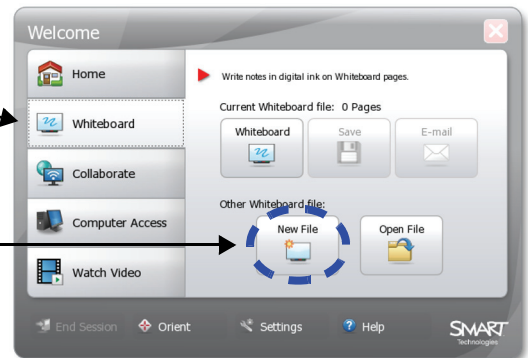 Welcome
Home
Whiteboard
Collaborate
Computer Access
Watch Video
Write notes in digital ink on Whiteboard pages.
Current Whiteboard file: 0 Pages
Whiteboard
Save
E-mail
Other Whiteboard file:
New File
Open File
End Session
Orient
Settings
Help
SMART
Technologies